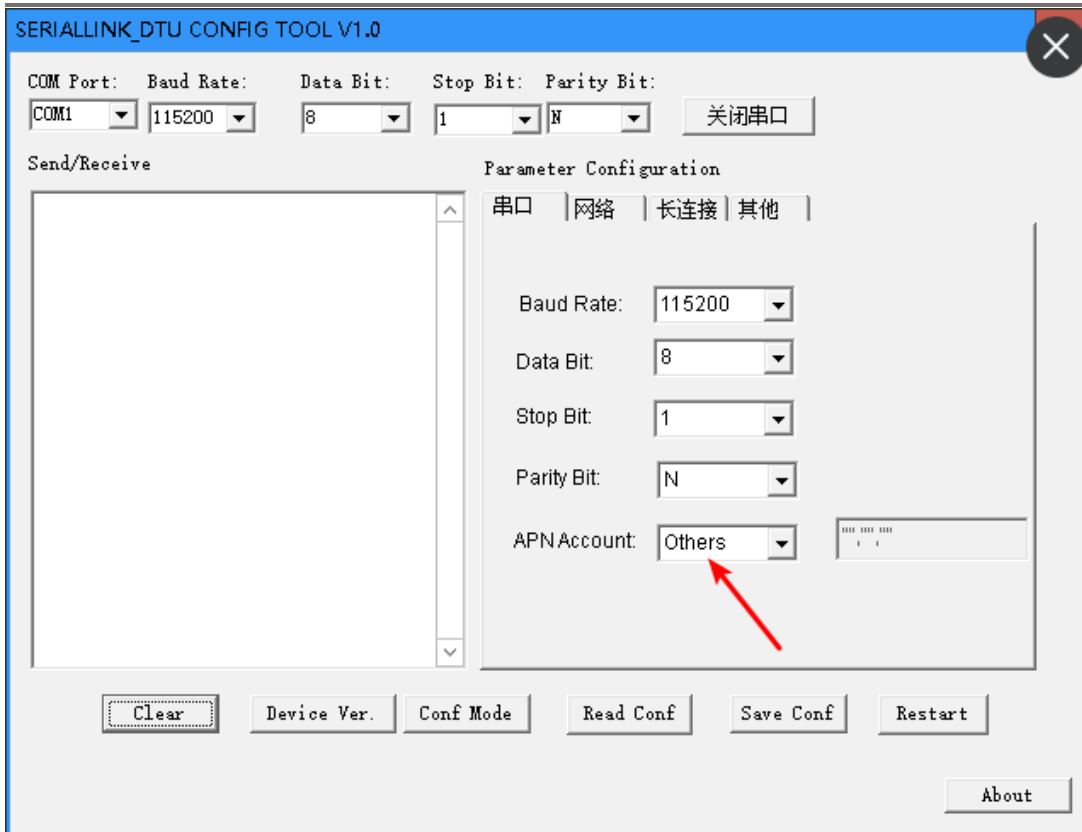 SERIALLINK_DTU CONFIG TOOL V1.0
COM Port: Baud Rate: Data Bit: Stop Bit: Parity Bit:
COM1 115200 8 1 N 关闭串口
Send/Receive
Parameter Configuration
串口 网络 长连接 其他
Baud Rate: 115200
Data Bit: 8
Stop Bit: 1
Parity Bit: N
APN Account: Others "","",""
Clear Device Ver. Conf Mode Read Conf Save Conf Restart
About